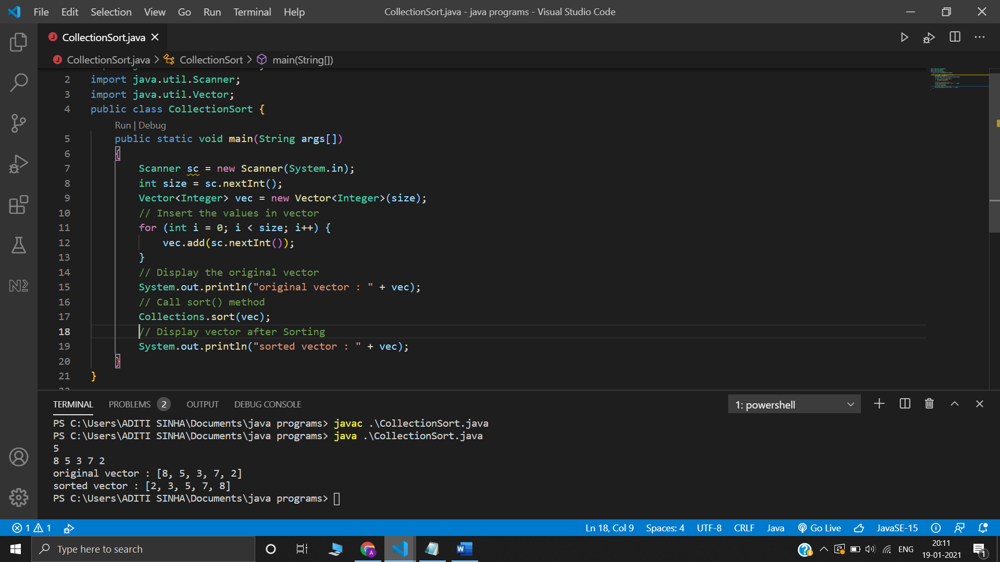 File Edit Selection View Go Run Terminal Help CollectionSort.java - java programs - Visual Studio Code
CollectionSort.java
CollectionSort.java > CollectionSort > main(String[])
2 import java.util.Scanner;
3 import java.util.Vector;
4 public class CollectionSort {
Run | Debug
5 public static void main(String args[])
6 {
7 Scanner sc = new Scanner(System.in);
8 int size = sc.nextInt();
9 Vector<Integer> vec = new Vector<Integer>(size);
10 // Insert the values in vector
11 for (int i = 0; i < size; i++) {
12 vec.add(sc.nextInt());
13 }
14 // Display the original vector
15 System.out.println("original vector : " + vec);
16 // Call sort() method
17 Collections.sort(vec);
18 // Display vector after Sorting
19 System.out.println("sorted vector : " + vec);
20 }
21 }
TERMINAL PROBLEMS 2 OUTPUT DEBUG CONSOLE 1: powershell
PS C:\Users\ADITI SINHA\Documents\java programs> javac .\CollectionSort.java
PS C:\Users\ADITI SINHA\Documents\java programs> java .\CollectionSort.java
5
8 5 3 7 2
original vector : [8, 5, 3, 7, 2]
sorted vector : [2, 3, 5, 7, 8]
PS C:\Users\ADITI SINHA\Documents\java programs>
1 1 Ln 18, Col 9 Spaces: 4 UTF-8 CRLF Java Go Live JavaSE-15
Type here to search ENG 20:11
19-01-2021 1